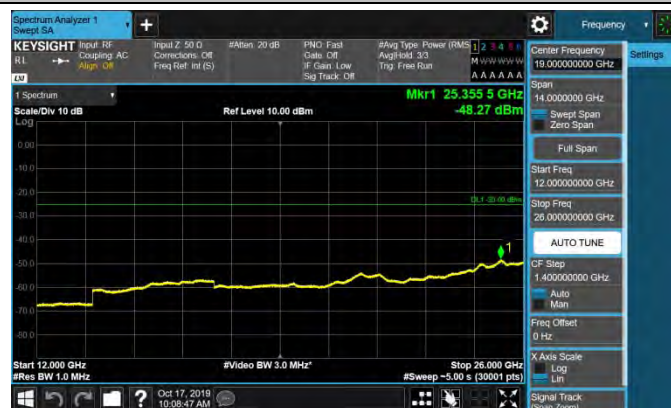 Spectrum Analyzer 1
Swept SA
Frequency
KEYSIGHT
RL
LXI
Input: RF
Coupling: AC
Align: Off
Input Z: 50 Ω
Corrections: Off
Freq Ref: Int (S)
#Atten: 20 dB
PNO: Fast
Gate: Off
IF Gain: Low
Sig Track: Off
#Avg Type: Power (RMS)
Avg|Hold: 3/3
Trig: Free Run
1 2 3 4 5 6
M W W W W W
A A A A A A
1 Spectrum
Scale/Div 10 dB
Log
Ref Level 10.00 dBm
Mkr1 25.355 5 GHz
-48.27 dBm
0.00
-10.0
-20.0
-30.0
-40.0
-50.0
-60.0
-70.0
-80.0
1
Start 12.000 GHz
#Res BW 1.0 MHz
#Video BW 3.0 MHz*
Stop 26.000 GHz
#Sweep ~5.00 s (30001 pts)
Oct 17, 2019
10:08:47 AM
?
Center Frequency
19.000000000 GHz
Settings
Span
14.0000000 GHz
Swept Span
Zero Span
Full Span
Start Freq
12.000000000 GHz
Stop Freq
26.000000000 GHz
AUTO TUNE
CF Step
1.400000000 GHz
Auto
Man
Freq Offset
0 Hz
X Axis Scale
Log
Lin
Signal Track
(Span Zoom)